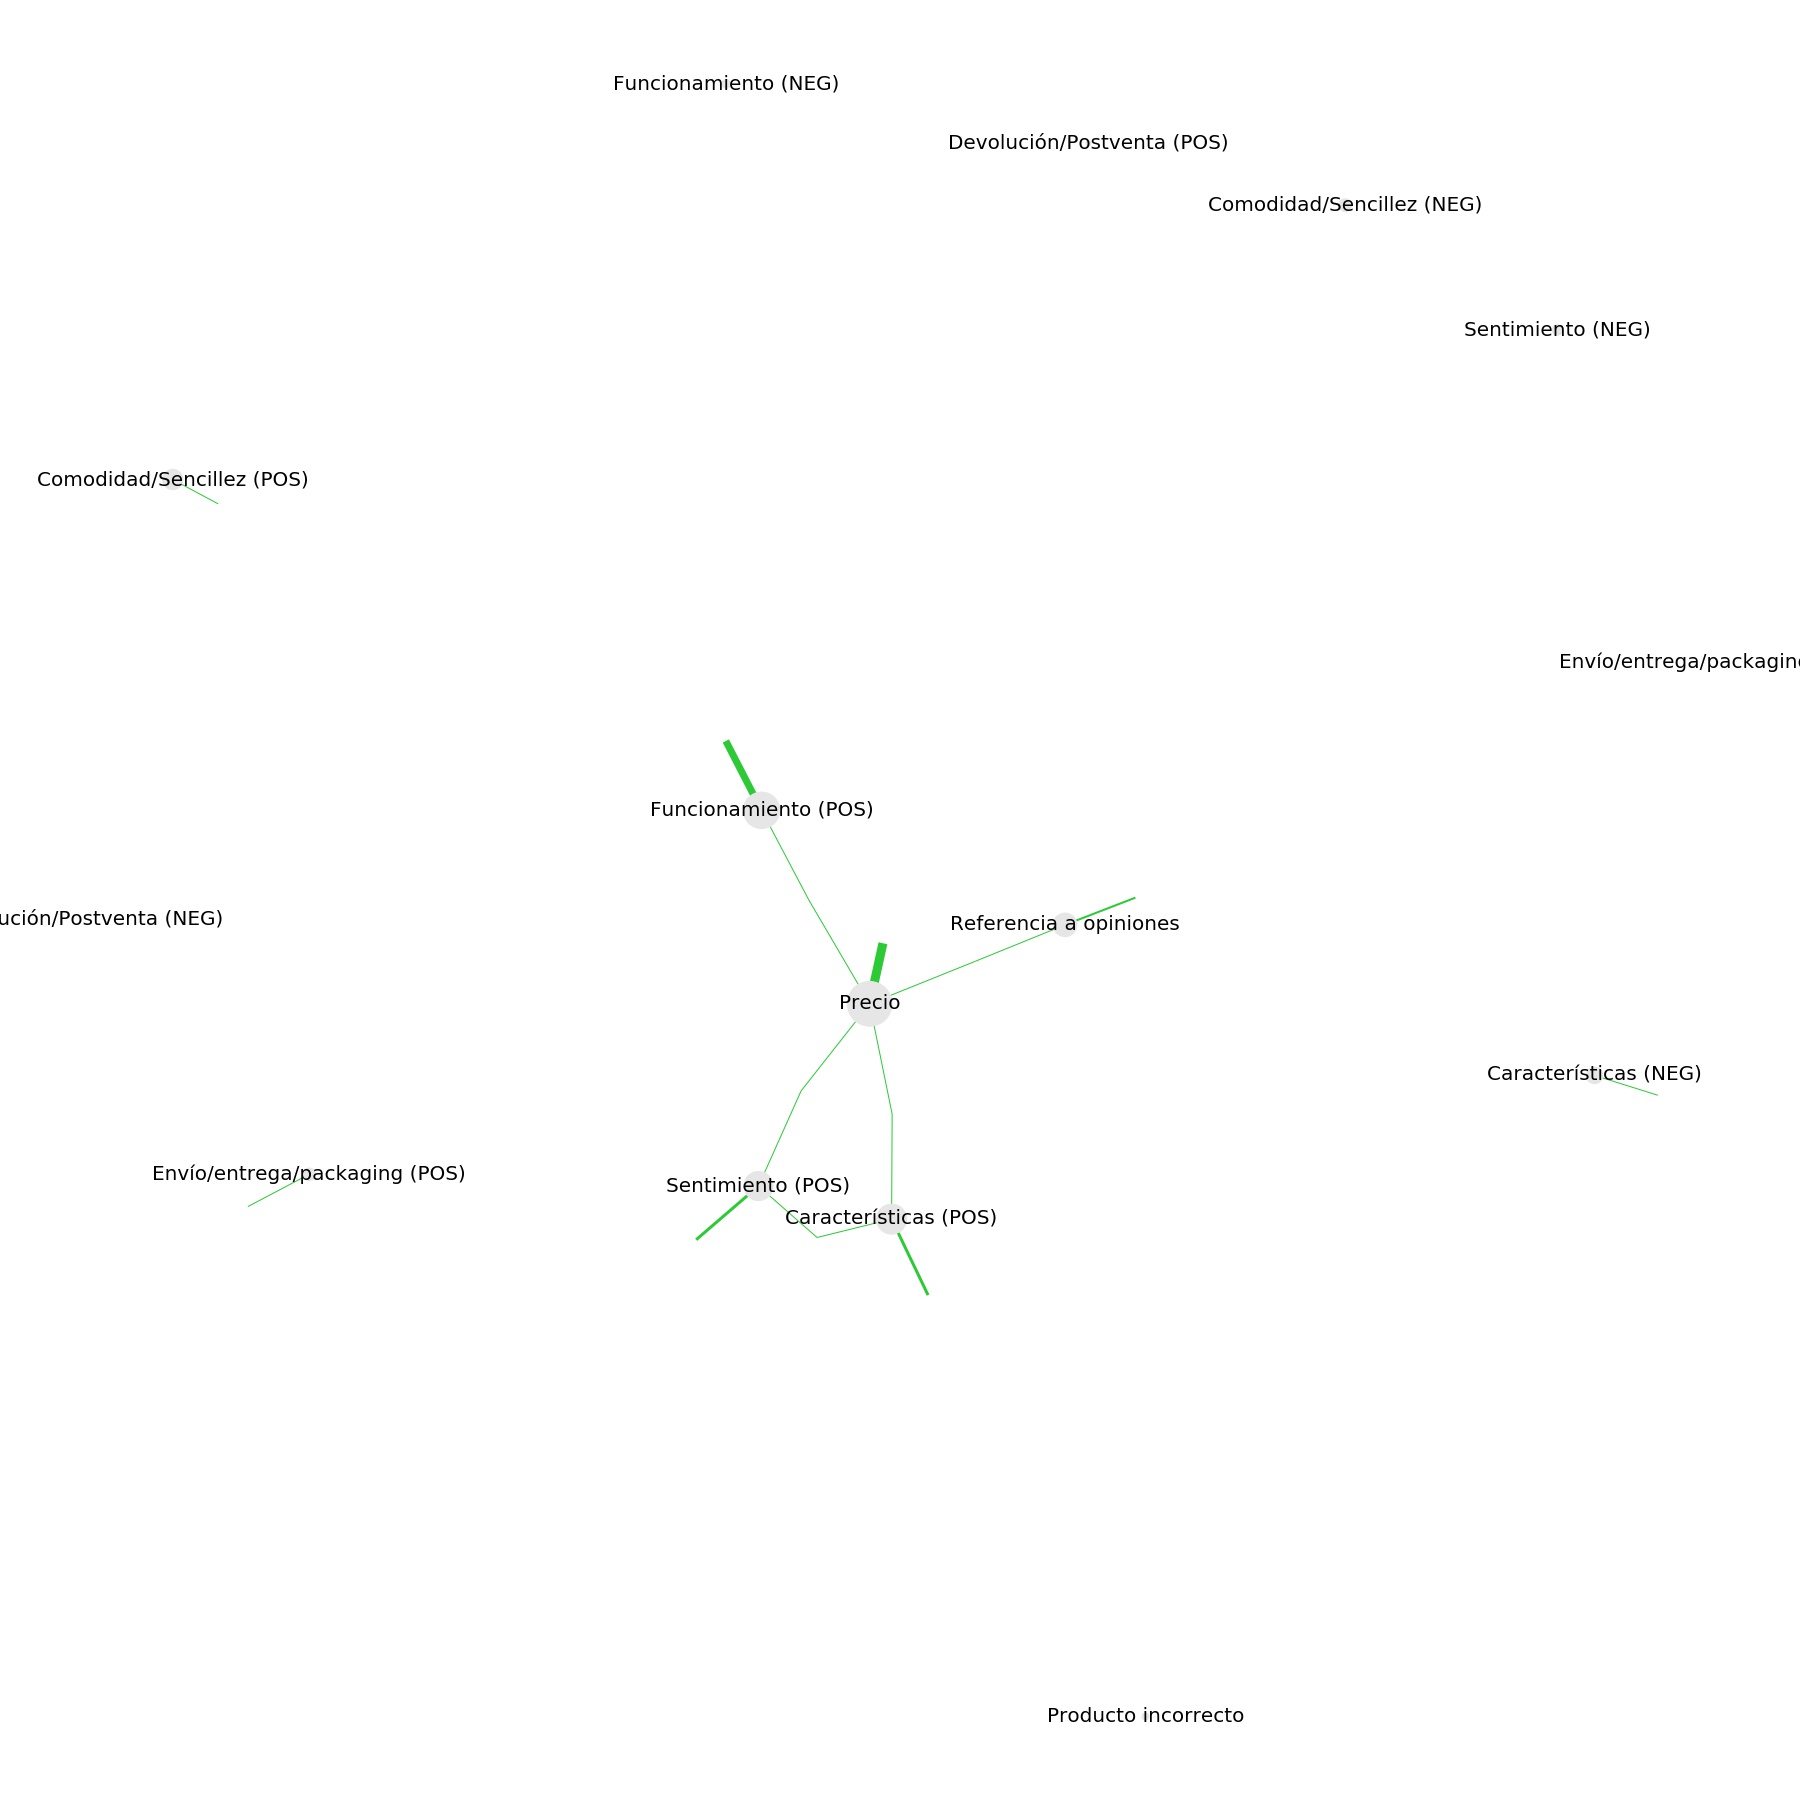 Funcionamiento (NEG)
Devolución/Postventa (POS)
Comodidad/Sencillez (NEG)
Sentimiento (NEG)
Comodidad/Sencillez (POS)
Envío/entrega/packaging
Funcionamiento (POS)
ución/Postventa (NEG)
Referencia a opiniones
Precio
Características (NEG)
Envío/entrega/packaging (POS)
Sentimiento (POS)
Características (POS)
Producto incorrecto